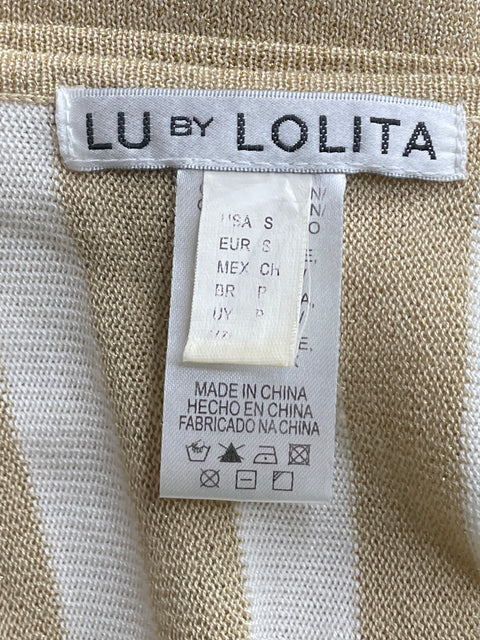 LU BY LOLITA
USA S
EUR S
MEX CH
BR P
UY P
MADE IN CHINA
HECHO EN CHINA
FABRICADO NA CHINA